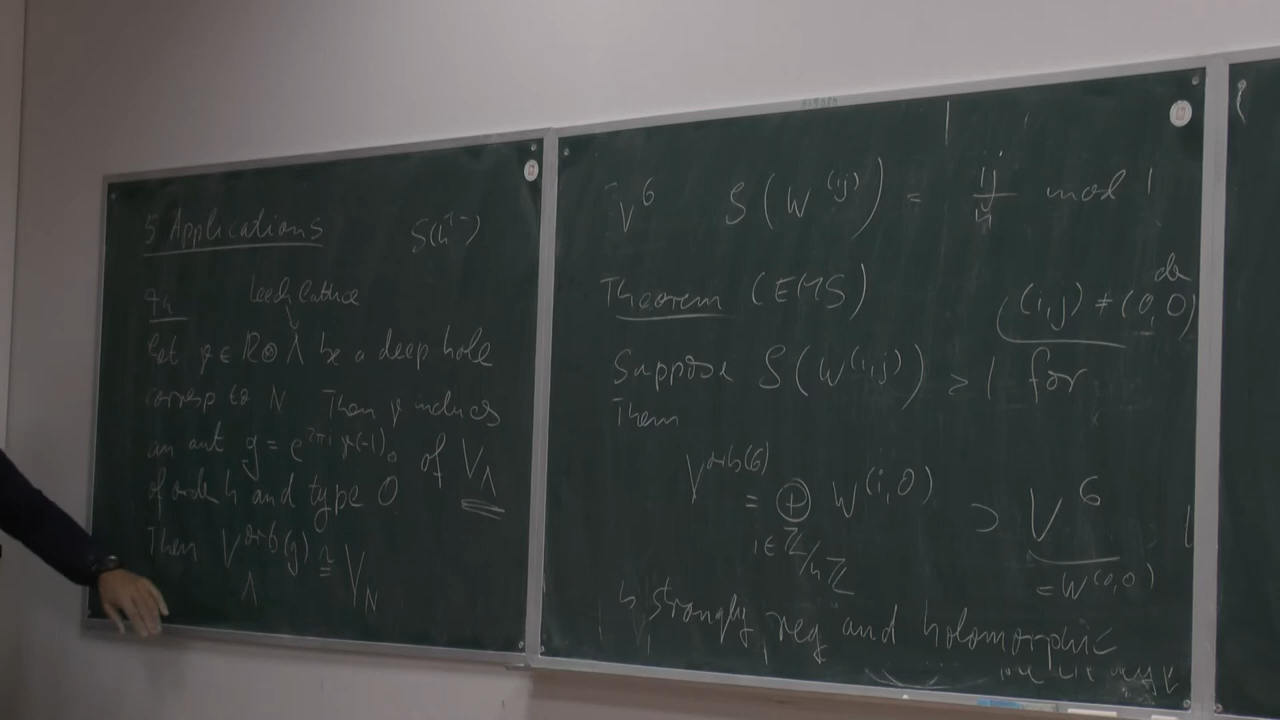 5 Applications
Th
Leech lattice
Let γ ∈ ℝ⊗Λ be a deep hole
corresp to N Then γ induces
an aut g = e^{2πi γ(-1)_0} of V_Λ
of order h and type 0
Then V_Λ^{orb(g)} ≅ V_N
V^G S(W^{(ij)}) = ij/n mod 1
Theorem (EMS)
Suppose S(W^{(i,j)}) > 1 for (i,j) ≠ (0,0)
Then
V^{orb(G)} = ⊕_{i∈ℤ/nℤ} W^{(i,0)} ⊃ V^G = W^{(0,0)}
is strongly reg and holomorphic